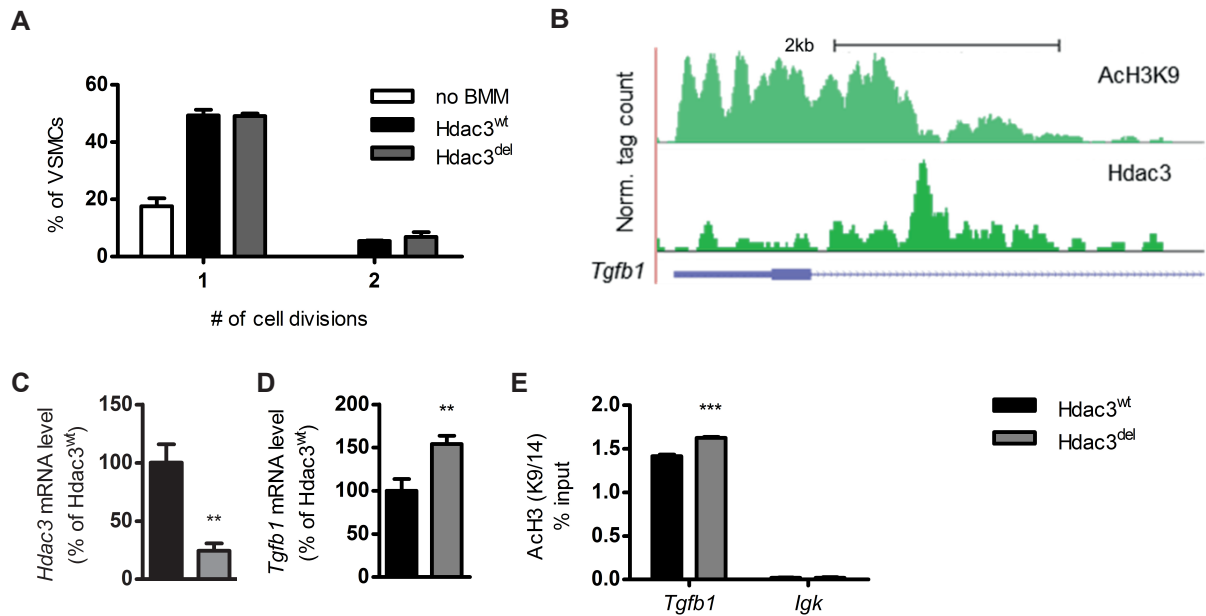 A
60
40
20
0
% of VSMCs
no BMM
Hdac3wt
Hdac3del
1
2
# of cell divisions
B
2kb
AcH3K9
Hdac3
Norm. tag count
Tgfb1
C
150
100
50
0
Hdac3 mRNA level
(% of Hdac3wt)
**
D
200
150
100
50
0
Tgfb1 mRNA level
(% of Hdac3wt)
**
E
2.0
1.5
1.0
0.5
0.0
AcH3 (K9/14)
% input
***
Tgfb1
Igk
Hdac3wt
Hdac3del